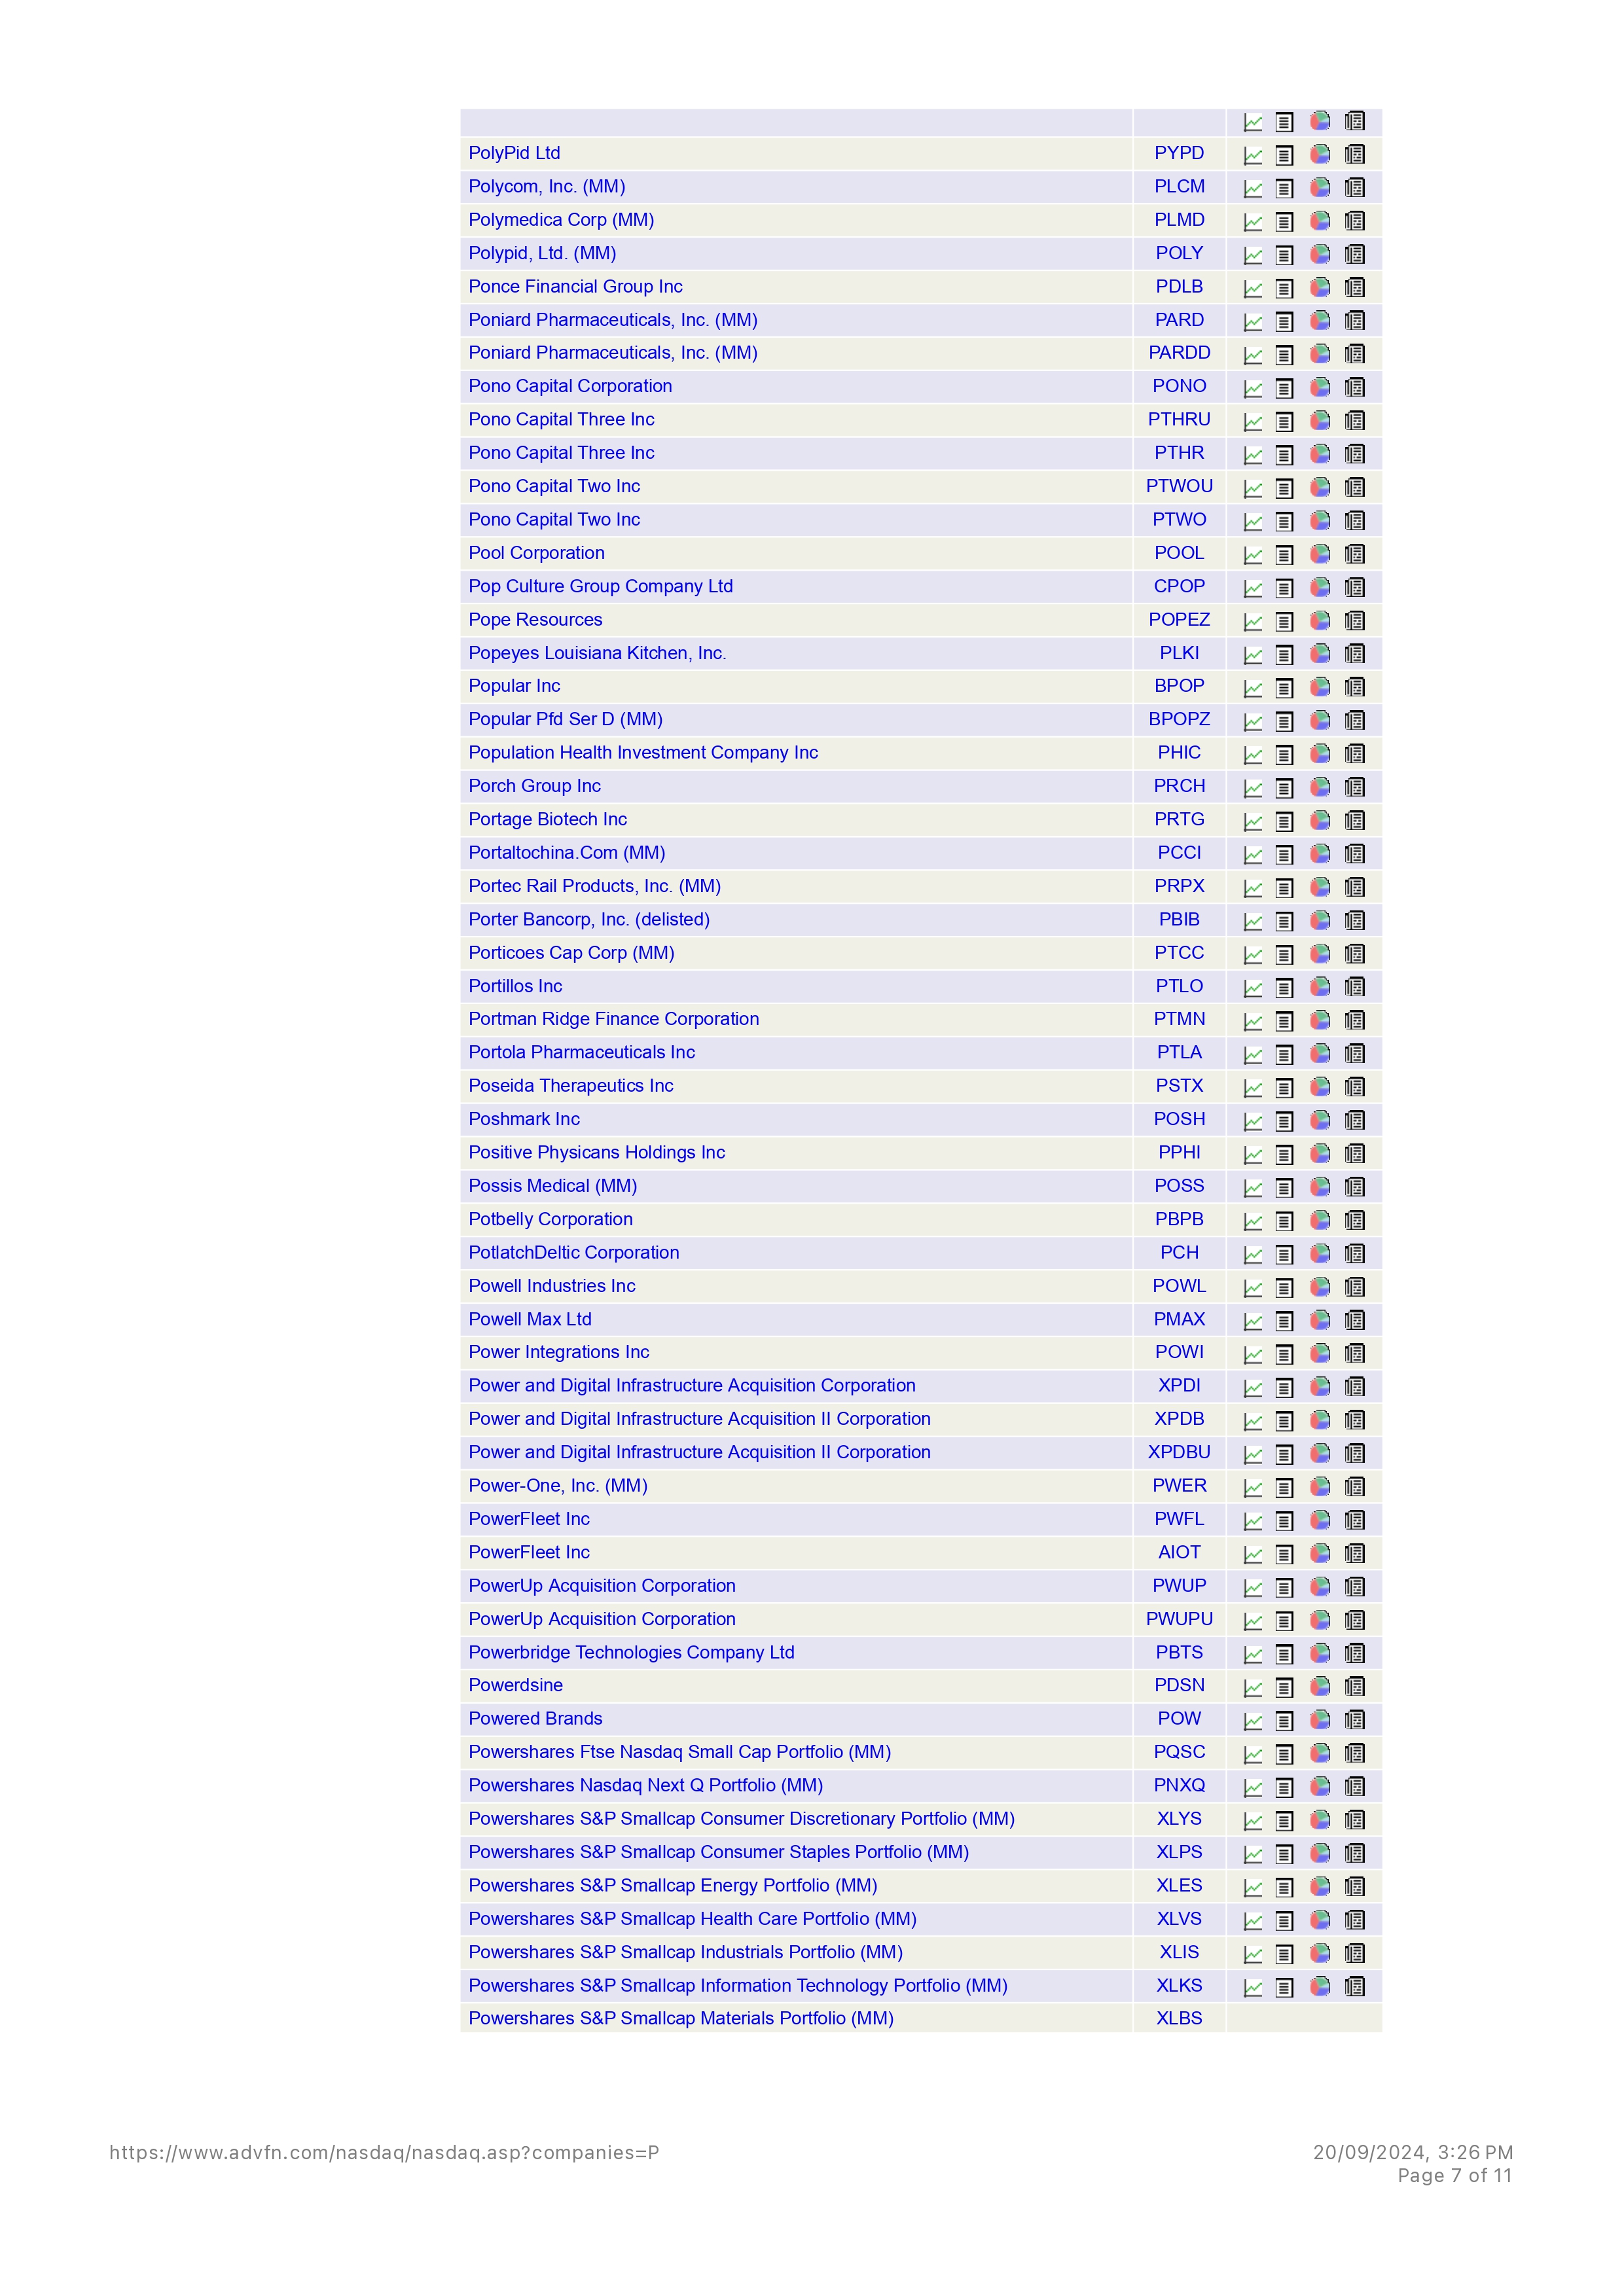 PolyPid Ltd PYPD
Polycom, Inc. (MM) PLCM
Polymedica Corp (MM) PLMD
Polypid, Ltd. (MM) POLY
Ponce Financial Group Inc PDLB
Poniard Pharmaceuticals, Inc. (MM) PARD
Poniard Pharmaceuticals, Inc. (MM) PARDD
Pono Capital Corporation PONO
Pono Capital Three Inc PTHRU
Pono Capital Three Inc PTHR
Pono Capital Two Inc PTWOU
Pono Capital Two Inc PTWO
Pool Corporation POOL
Pop Culture Group Company Ltd CPOP
Pope Resources POPEZ
Popeyes Louisiana Kitchen, Inc. PLKI
Popular Inc BPOP
Popular Pfd Ser D (MM) BPOPZ
Population Health Investment Company Inc PHIC
Porch Group Inc PRCH
Portage Biotech Inc PRTG
Portaltochina.Com (MM) PCCI
Portec Rail Products, Inc. (MM) PRPX
Porter Bancorp, Inc. (delisted) PBIB
Porticoes Cap Corp (MM) PTCC
Portillos Inc PTLO
Portman Ridge Finance Corporation PTMN
Portola Pharmaceuticals Inc PTLA
Poseida Therapeutics Inc PSTX
Poshmark Inc POSH
Positive Physicans Holdings Inc PPHI
Possis Medical (MM) POSS
Potbelly Corporation PBPB
PotlatchDeltic Corporation PCH
Powell Industries Inc POWL
Powell Max Ltd PMAX
Power Integrations Inc POWI
Power and Digital Infrastructure Acquisition Corporation XPDI
Power and Digital Infrastructure Acquisition II Corporation XPDB
Power and Digital Infrastructure Acquisition II Corporation XPDBU
Power-One, Inc. (MM) PWER
PowerFleet Inc PWFL
PowerFleet Inc AIOT
PowerUp Acquisition Corporation PWUP
PowerUp Acquisition Corporation PWUPU
Powerbridge Technologies Company Ltd PBTS
Powerdsine PDSN
Powered Brands POW
Powershares Ftse Nasdaq Small Cap Portfolio (MM) PQSC
Powershares Nasdaq Next Q Portfolio (MM) PNXQ
Powershares S&P Smallcap Consumer Discretionary Portfolio (MM) XLYS
Powershares S&P Smallcap Consumer Staples Portfolio (MM) XLPS
Powershares S&P Smallcap Energy Portfolio (MM) XLES
Powershares S&P Smallcap Health Care Portfolio (MM) XLVS
Powershares S&P Smallcap Industrials Portfolio (MM) XLIS
Powershares S&P Smallcap Information Technology Portfolio (MM) XLKS
Powershares S&P Smallcap Materials Portfolio (MM) XLBS
https://www.advfn.com/nasdaq/nasdaq.asp?companies=P 20/09/2024, 3:26 PM
Page 7 of 11